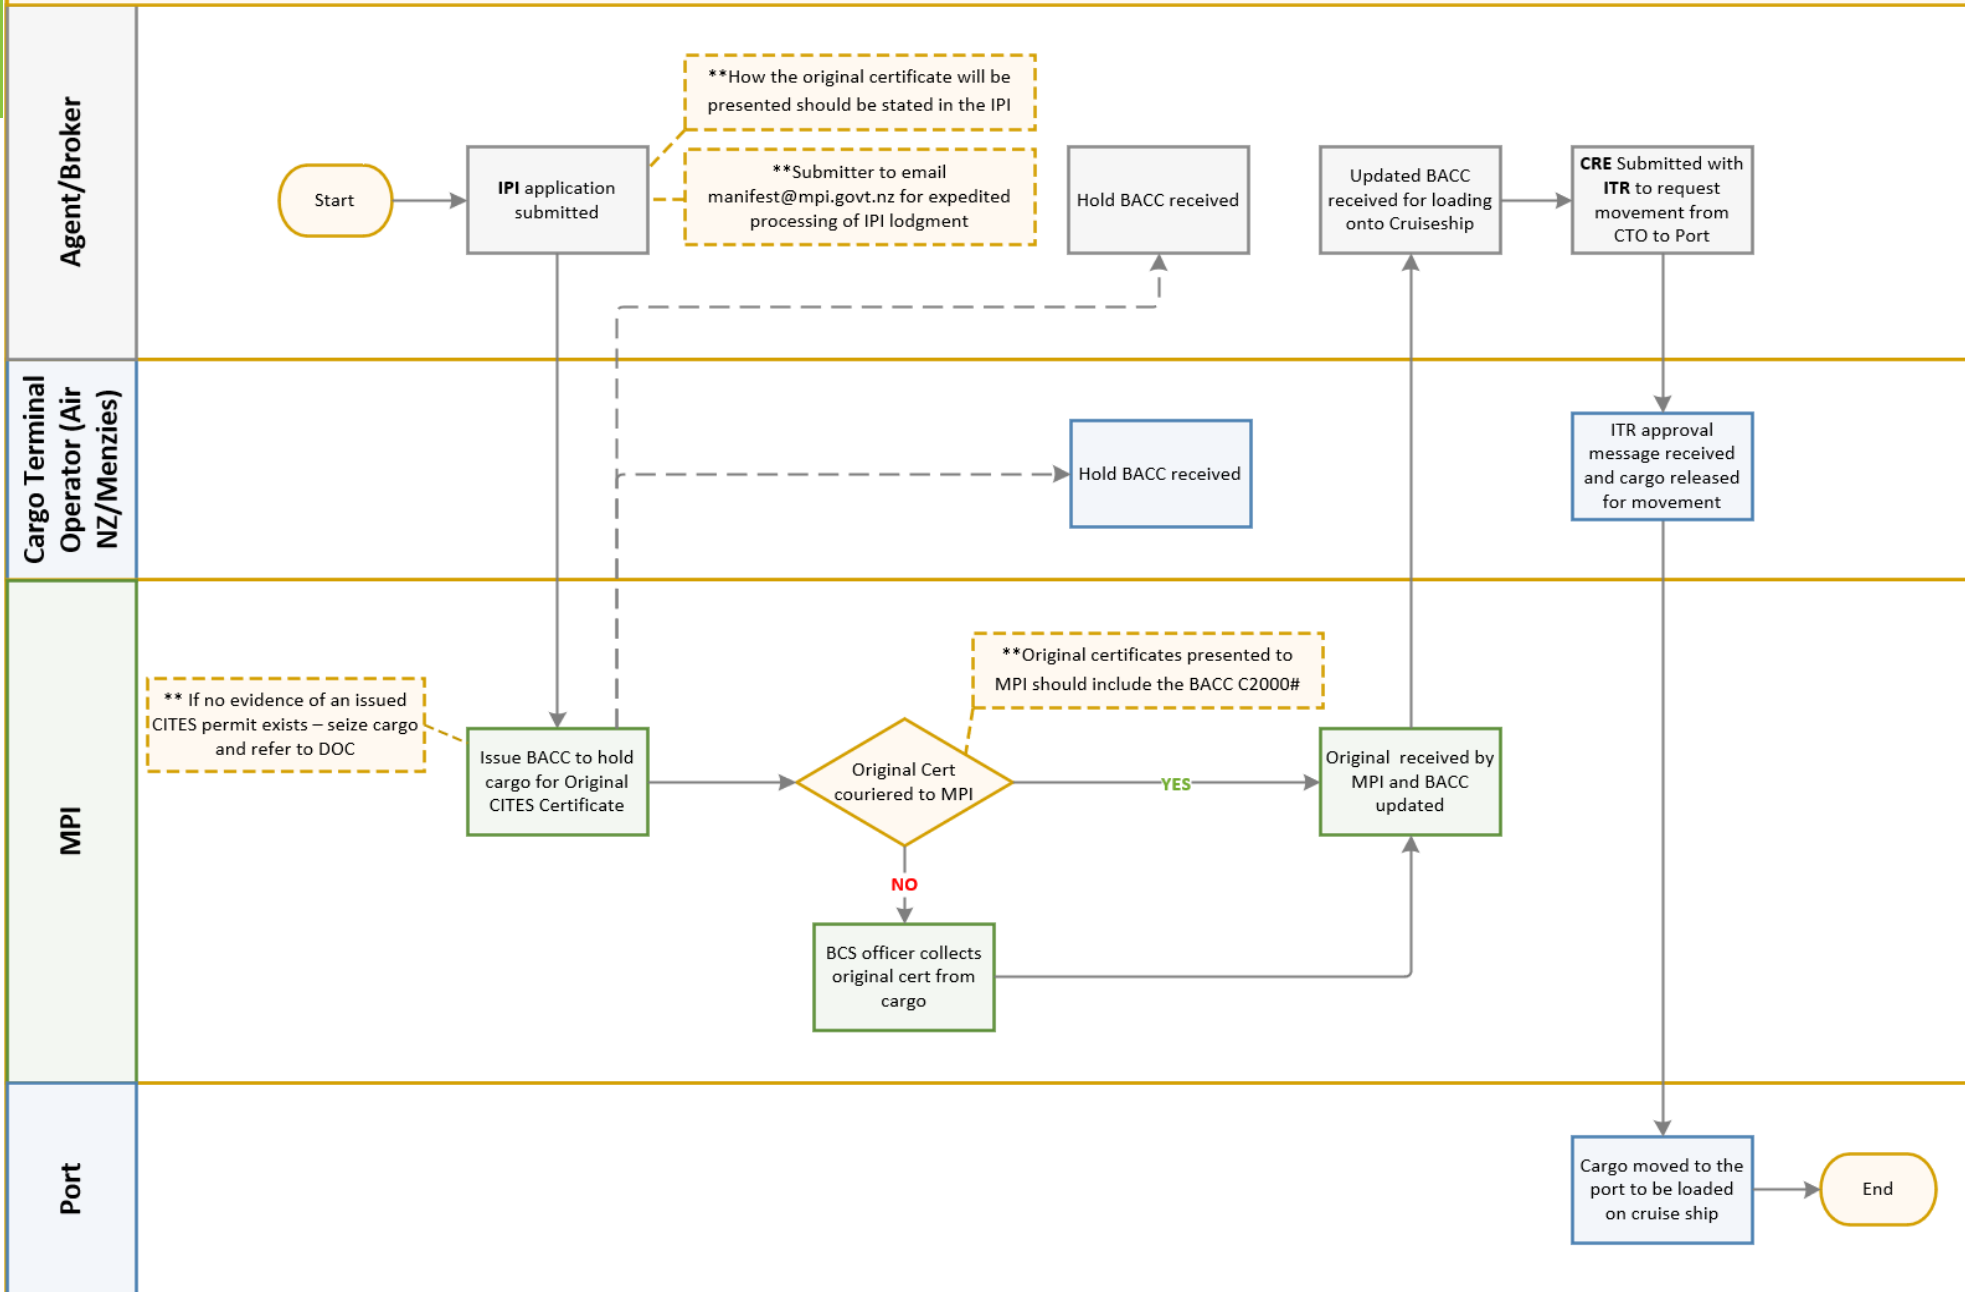 Agent/Broker
Start
IPI application
submitted
**How the original certificate will be
presented should be stated in the IPI
**Submitter to email
manifest@mpi.govt.nz for expedited
processing of IPI lodgment
Hold BACC received
Updated BACC
received for loading
onto Cruiseship
CRE Submitted with
ITR to request
movement from
CTO to Port
Cargo Terminal
Operator (Air
NZ/Menzies)
Hold BACC received
ITR approval
message received
and cargo released
for movement
MPI
** If no evidence of an issued
CITES permit exists – seize cargo
and refer to DOC
Issue BACC to hold
cargo for Original
CITES Certificate
Original Cert
couriered to MPI
**Original certificates presented to
MPI should include the BACC C2000#
YES
Original  received by
MPI and BACC
updated
NO
BCS officer collects
original cert from
cargo
Port
Cargo moved to the
port to be loaded
on cruise ship
End